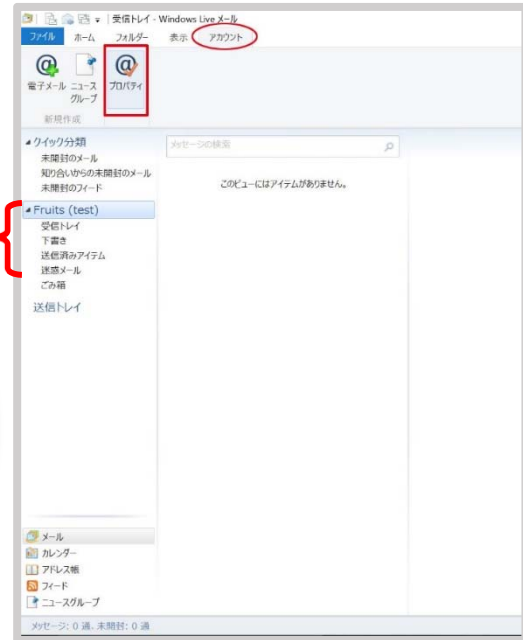 受信トレイ - Windows Live メール
ファイル ホーム フォルダー 表示 アカウント
電子メール ニュース グループ プロパティ
新規作成
クイック分類
未開封のメール
知り合いからの未開封のメール
未開封のフィード
Fruits (test)
受信トレイ
下書き
送信済みアイテム
迷惑メール
ごみ箱
送信トレイ
メッセージの検索
このビューにはアイテムがありません。
メール
カレンダー
アドレス帳
フィード
ニュースグループ
メッセージ: 0 通、未開封: 0 通